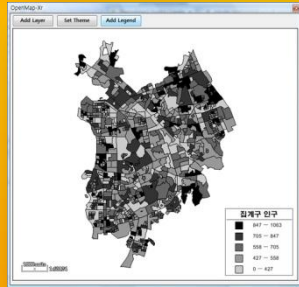 OpenMap-Xr
Add Layer Set Theme Add Legend
집계구 인구
847 ~ 1063
705 ~ 847
558 ~ 705
427 ~ 558
0 ~ 427